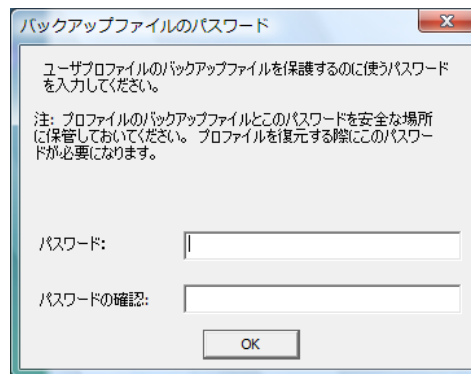 バックアップファイルのパスワード
ユーザプロファイルのバックアップファイルを保護するのに使うパスワード
を入力してください。
注: プロファイルのバックアップファイルとこのパスワードを安全な場所
に保管しておいてください。 プロファイルを復元する際にこのパスワー
ドが必要になります。
パスワード:
パスワードの確認:
OK